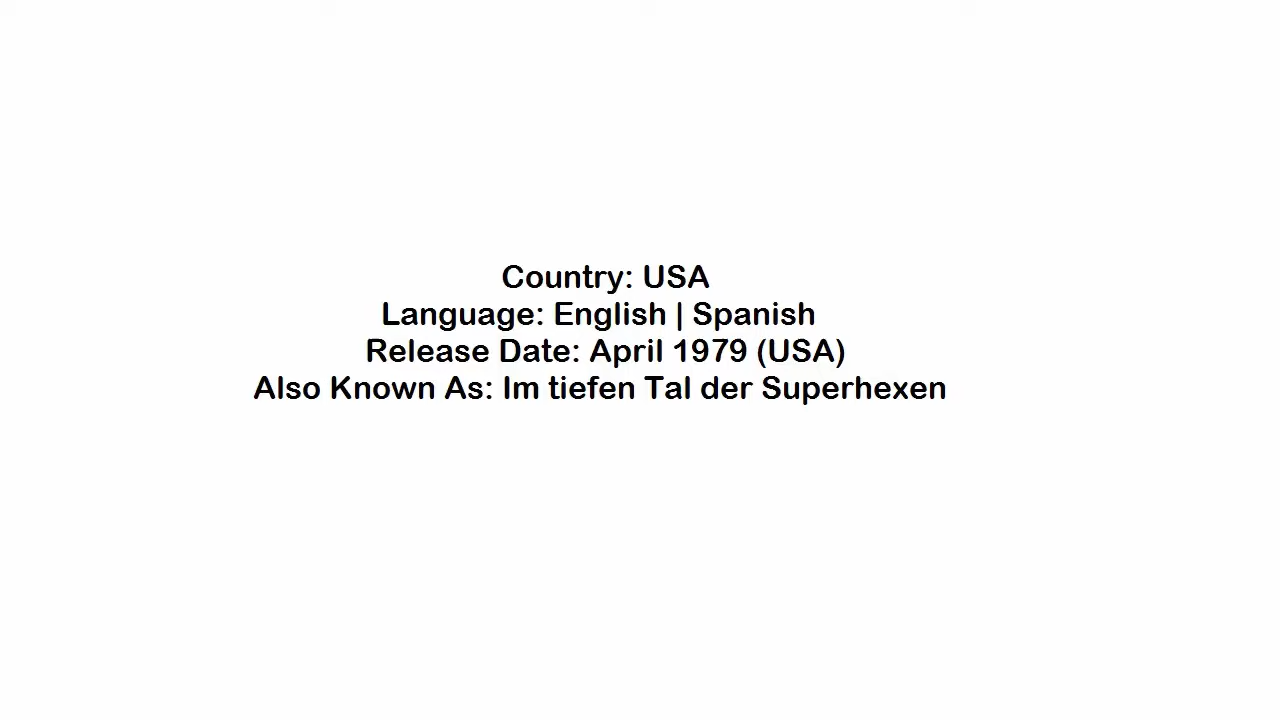 Country: USA
Language: English | Spanish
Release Date: April 1979 (USA)
Also Known As: Im tiefen Tal der Superhexen